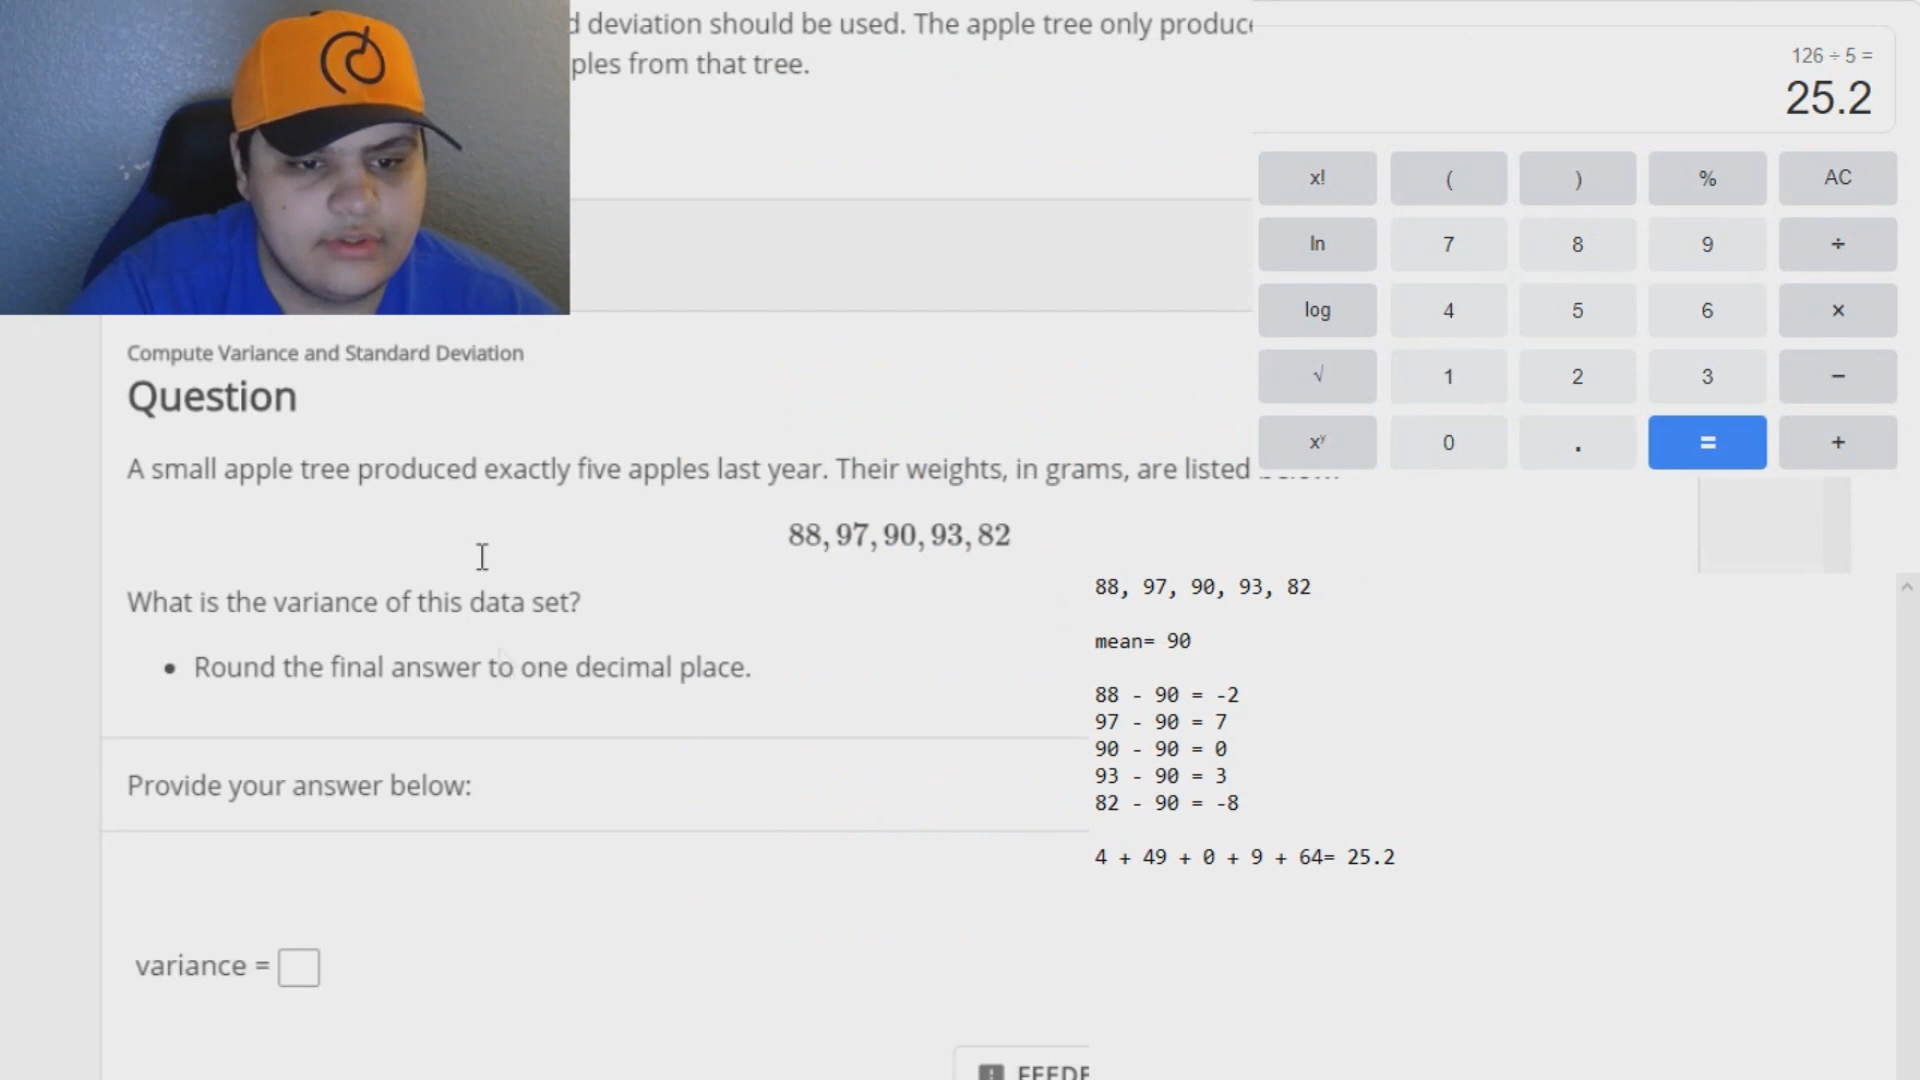 d deviation should be used. The apple tree only produce
ples from that tree.
126 ÷ 5 =
25.2
x! ( ) % AC
ln 7 8 9 ÷
log 4 5 6 ×
√ 1 2 3 −
xʸ 0 . = +
Compute Variance and Standard Deviation
Question
A small apple tree produced exactly five apples last year. Their weights, in grams, are listed
88, 97, 90, 93, 82
What is the variance of this data set?
• Round the final answer to one decimal place.
Provide your answer below:
variance =
FEEDB
88, 97, 90, 93, 82
mean= 90
88 - 90 = -2
97 - 90 = 7
90 - 90 = 0
93 - 90 = 3
82 - 90 = -8
4 + 49 + 0 + 9 + 64= 25.2